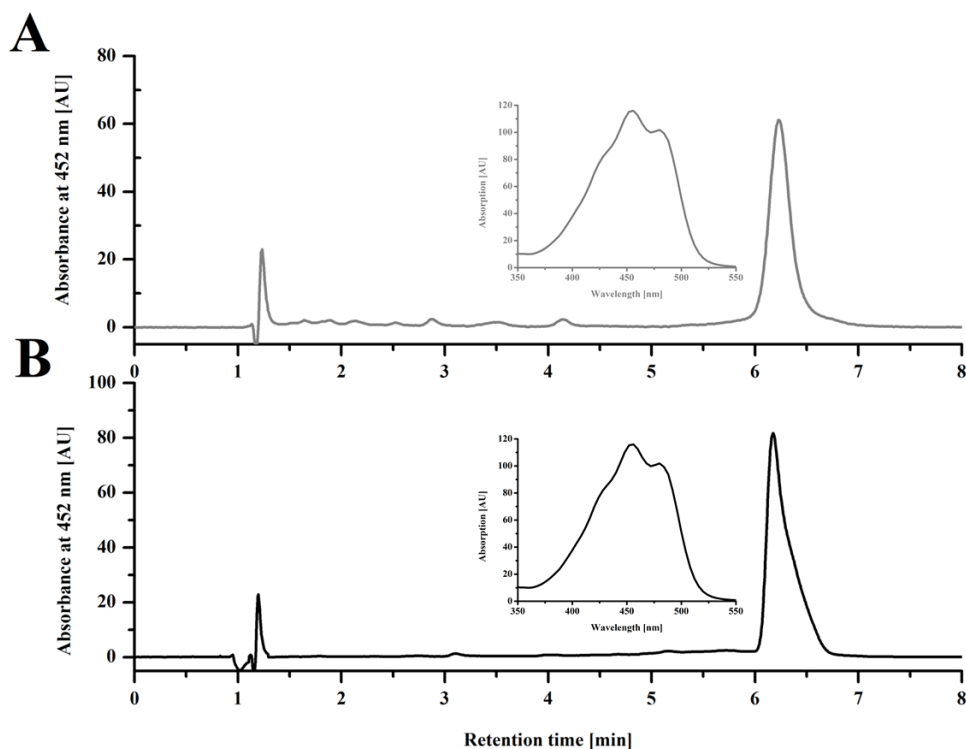 A
80
60
40
20
0
Absorbance at 452 nm [AU]
120
100
80
60
40
20
0
Absorption [AU]
350 400 450 500 550
Wavelength [nm]
0 1 2 3 4 5 6 7 8
B
100
80
60
40
20
0
Absorbance at 452 nm [AU]
120
100
80
60
40
20
0
Absorption [AU]
350 400 450 500 550
Wavelength [nm]
0 1 2 3 4 5 6 7 8
Retention time [min]